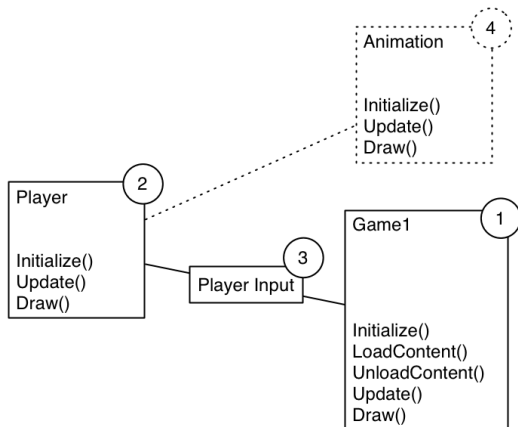 4
Animation
Initialize()
Update()
Draw()
2
Player
Initialize()
Update()
Draw()
3
Player Input
1
Game1
Initialize()
LoadContent()
UnloadContent()
Update()
Draw()